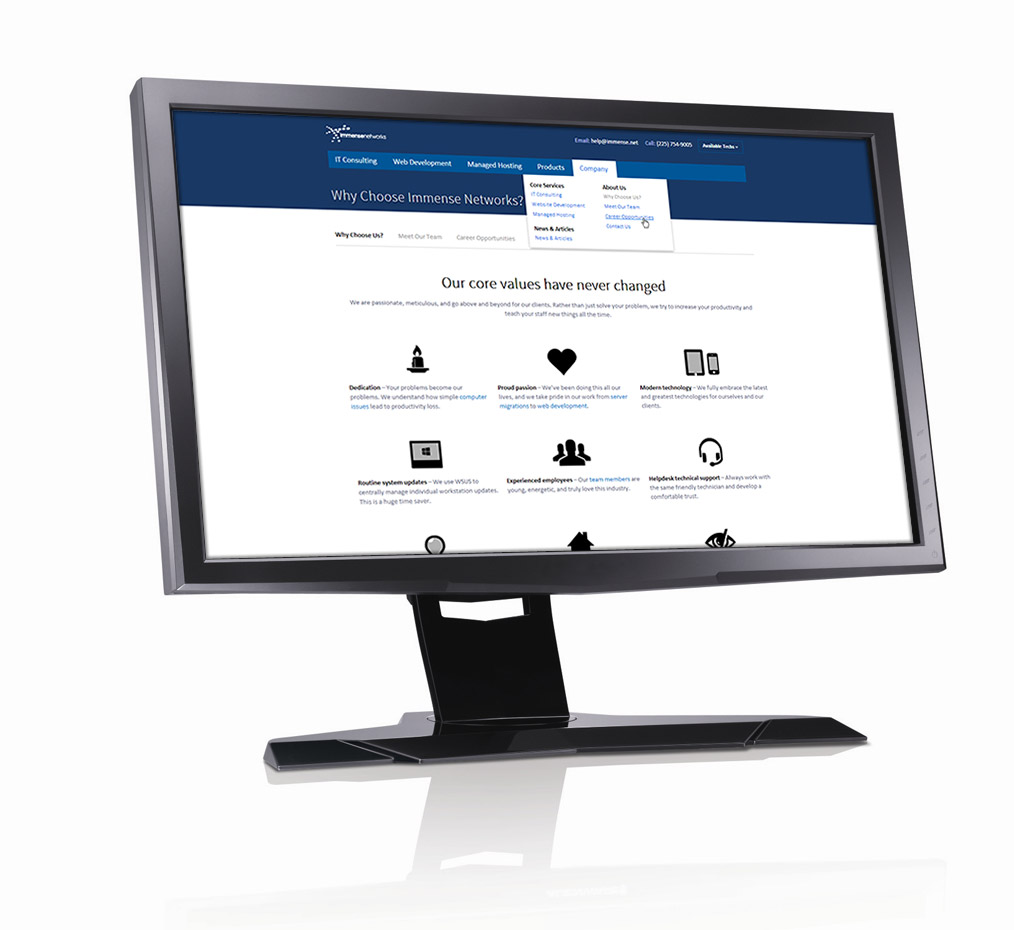 immensenetworks
Email: help@immense.net Call: (225) 754-9005 Available Techs
IT Consulting Web Development Managed Hosting Products Company
Why Choose Immense Networks?
Core Services
IT Consulting
Website Development
Managed Hosting
News & Articles
News & Articles
About Us
Why Choose Us?
Meet Our Team
Career Opportunities
Contact Us
Why Choose Us? Meet Our Team Career Opportunities
Our core values have never changed
We are passionate, meticulous, and go above and beyond for our clients. Rather than just solve your problem, we try to increase your productivity and
teach your staff new things all the time.
Dedication – Your problems become our
problems. We understand how simple computer
issues lead to productivity loss.
Proud passion – We've been doing this all our
lives, and we take pride in our work from server
migrations to web development.
Modern technology – We fully embrace the latest
and greatest technologies for ourselves and our
clients.
Routine system updates – We use WSUS to
centrally manage individual workstation updates.
This is a huge time saver.
Experienced employees – Our team members are
young, energetic, and truly love this industry.
Helpdesk technical support – Always work with
the same friendly technician and develop a
comfortable trust.